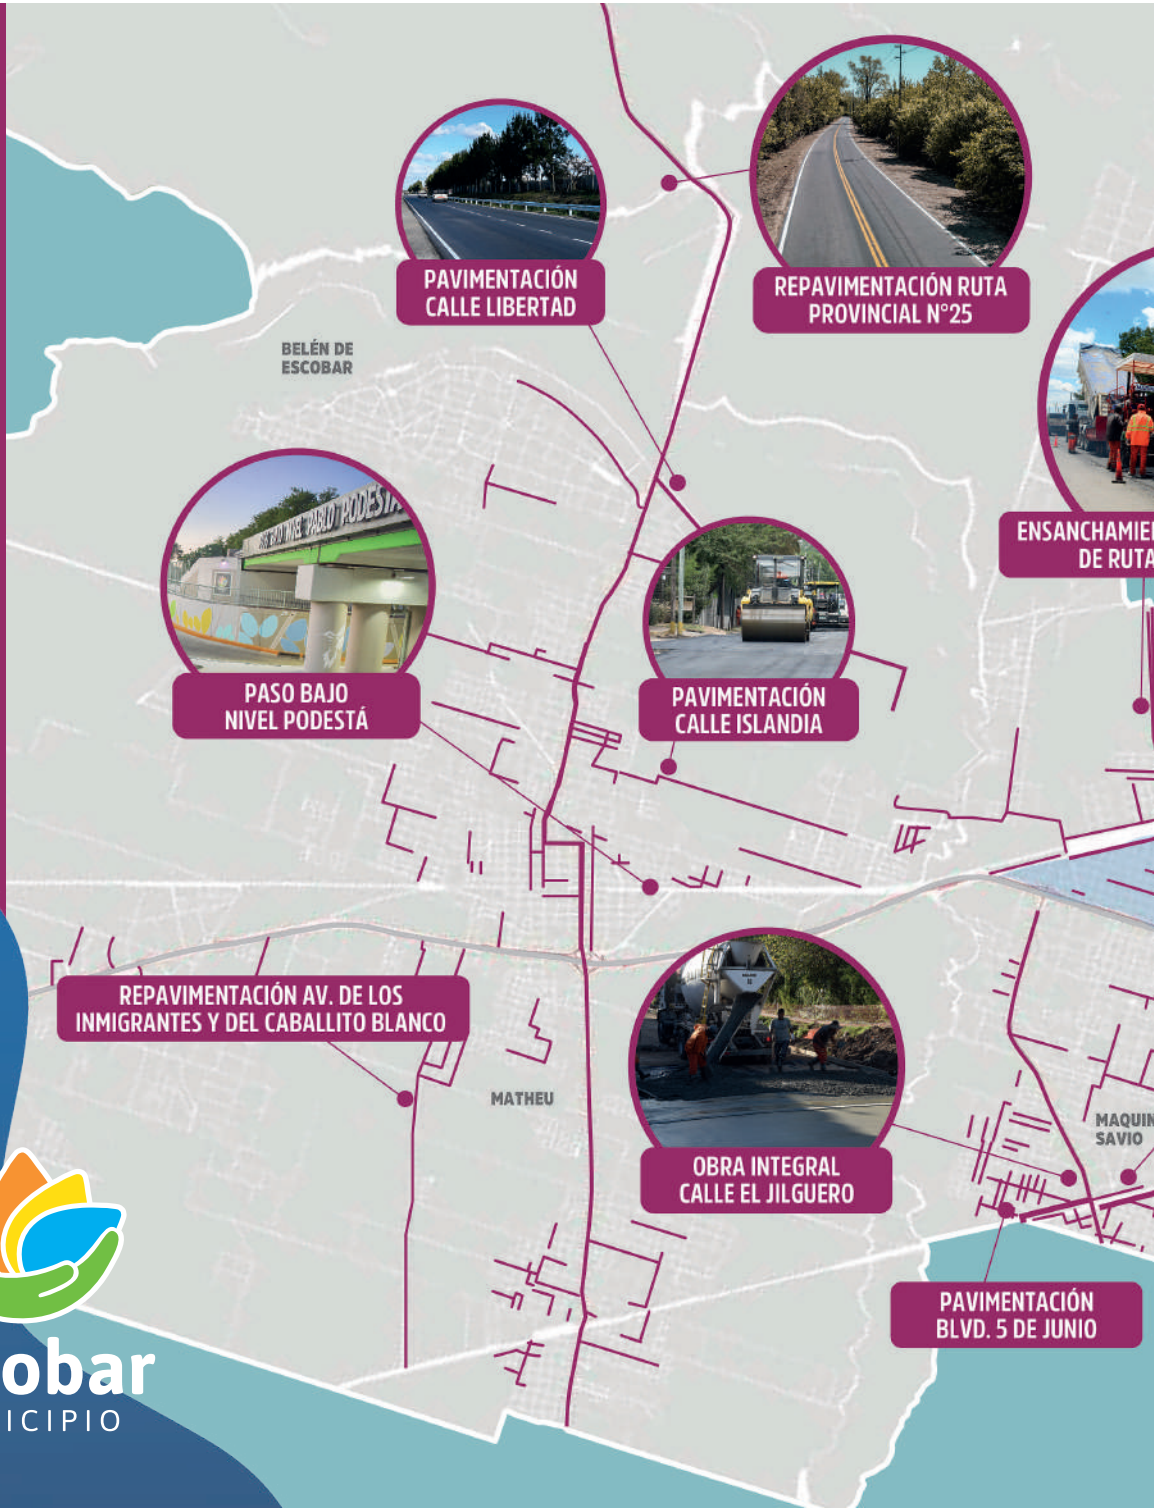 PAVIMENTACIÓN
CALLE LIBERTAD
REPAVIMENTACIÓN RUTA
PROVINCIAL N°25
BELÉN DE
ESCOBAR
PABLO PODESTÁ
ENSANCHAMIE
DE RUTA
PASO BAJO
NIVEL PODESTÁ
PAVIMENTACIÓN
CALLE ISLANDIA
REPAVIMENTACIÓN AV. DE LOS
INMIGRANTES Y DEL CABALLITO BLANCO
MATHEU
MAQUIN
SAVIO
OBRA INTEGRAL
CALLE EL JILGUERO
PAVIMENTACIÓN
BLVD. 5 DE JUNIO
obar
ICIPIO